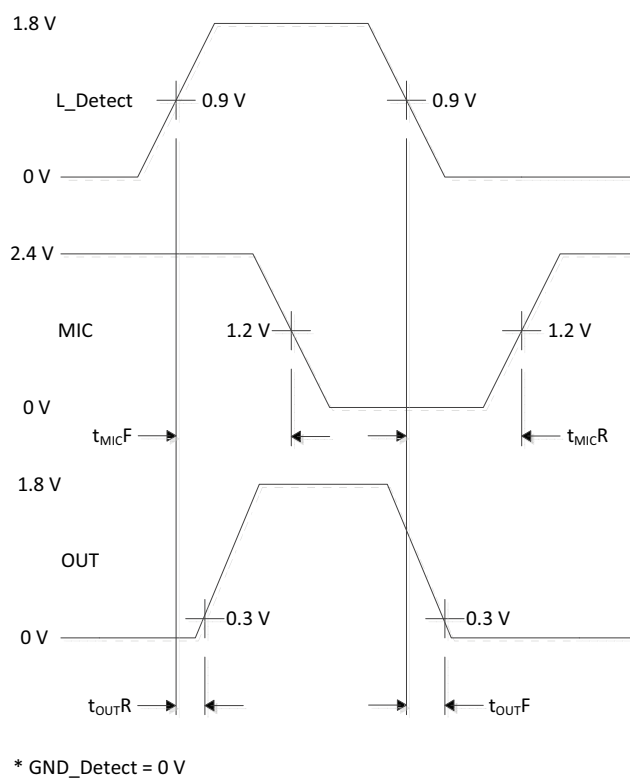 1.8 V
L_Detect
0.9 V
0.9 V
0 V
2.4 V
MIC
1.2 V
1.2 V
0 V
tMICF
tMICR
1.8 V
OUT
0.3 V
0.3 V
0 V
tOUTR
tOUTF
* GND_Detect = 0 V